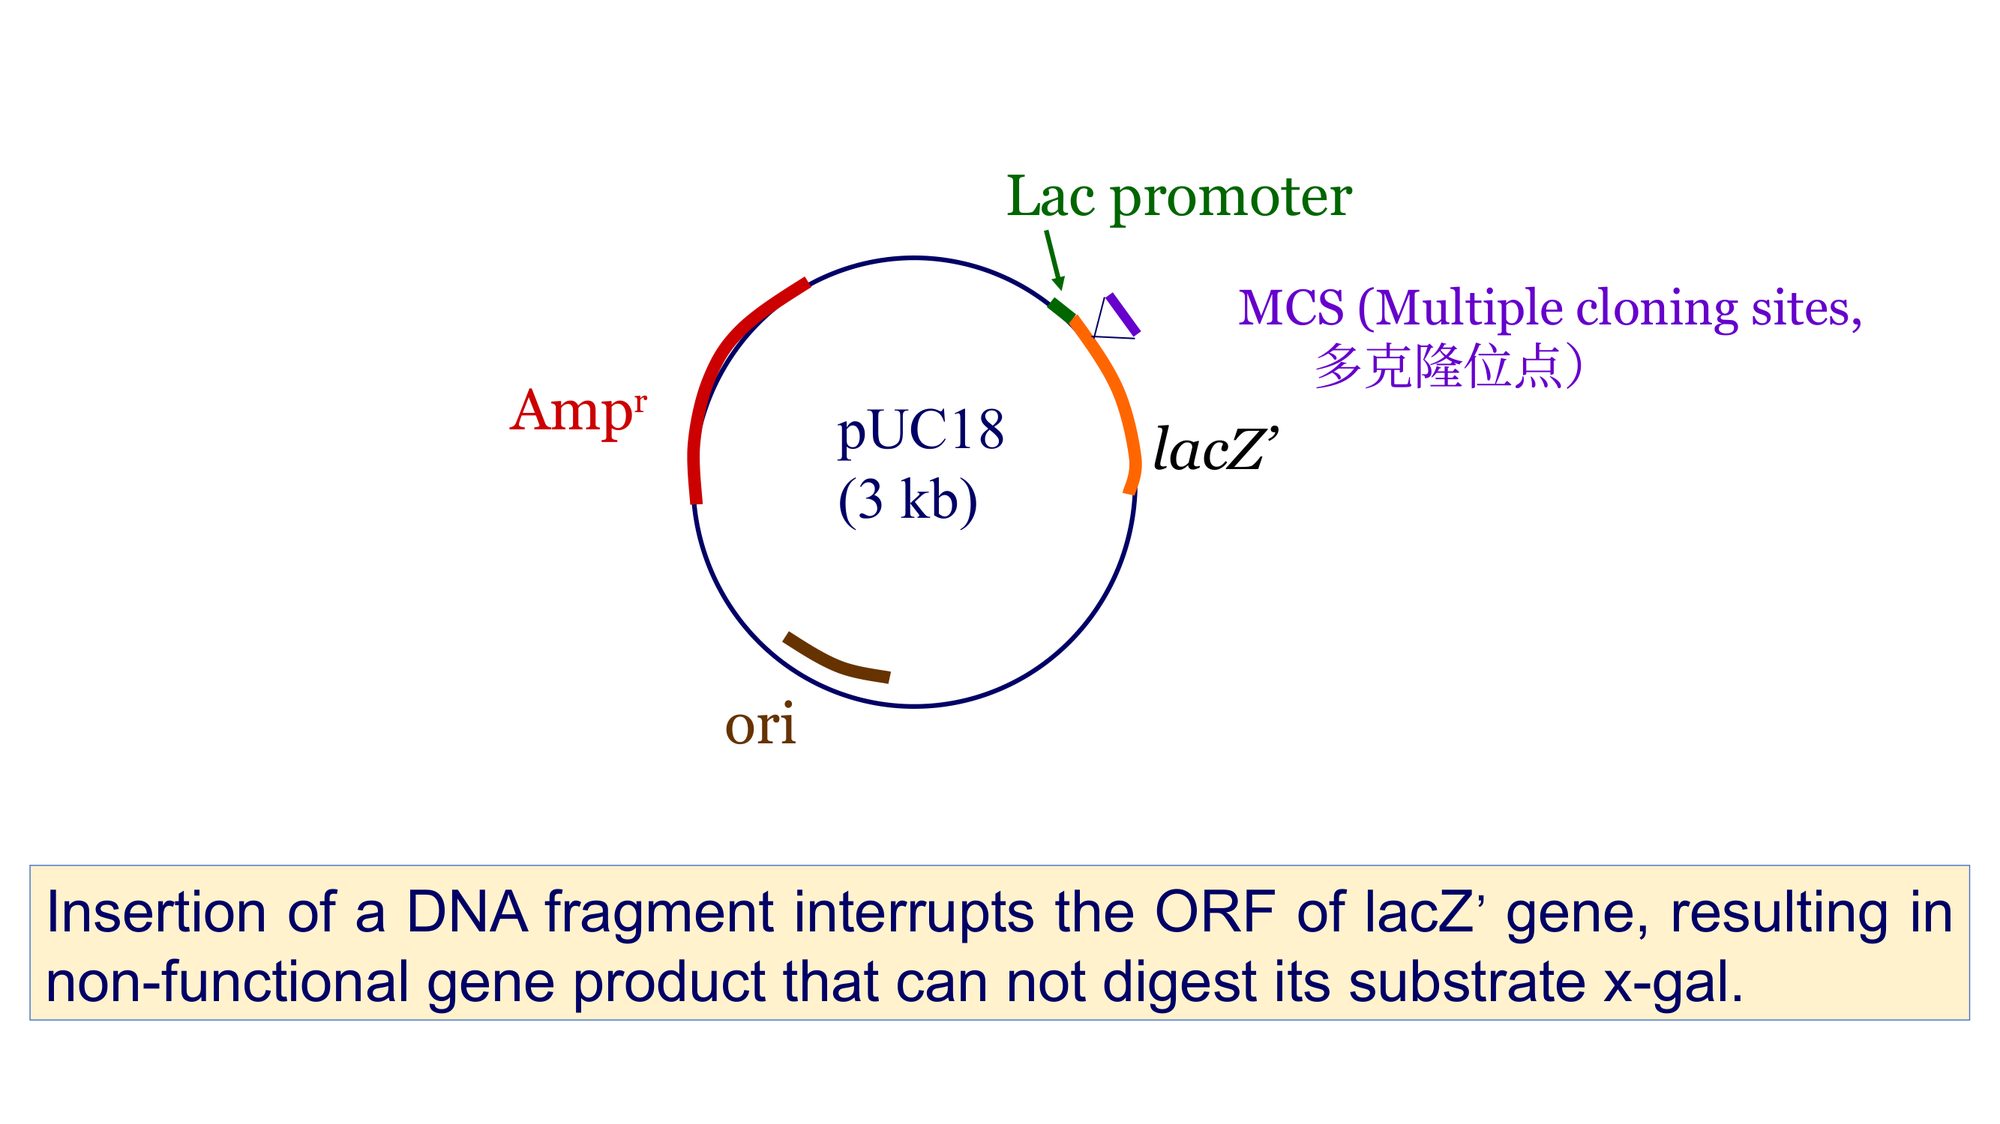 Lac promoter
MCS (Multiple cloning sites,
多克隆位点）
Ampʳ
pUC18
(3 kb)
lacZ’
ori
Insertion of a DNA fragment interrupts the ORF of lacZ’ gene, resulting in
non-functional gene product that can not digest its substrate x-gal.